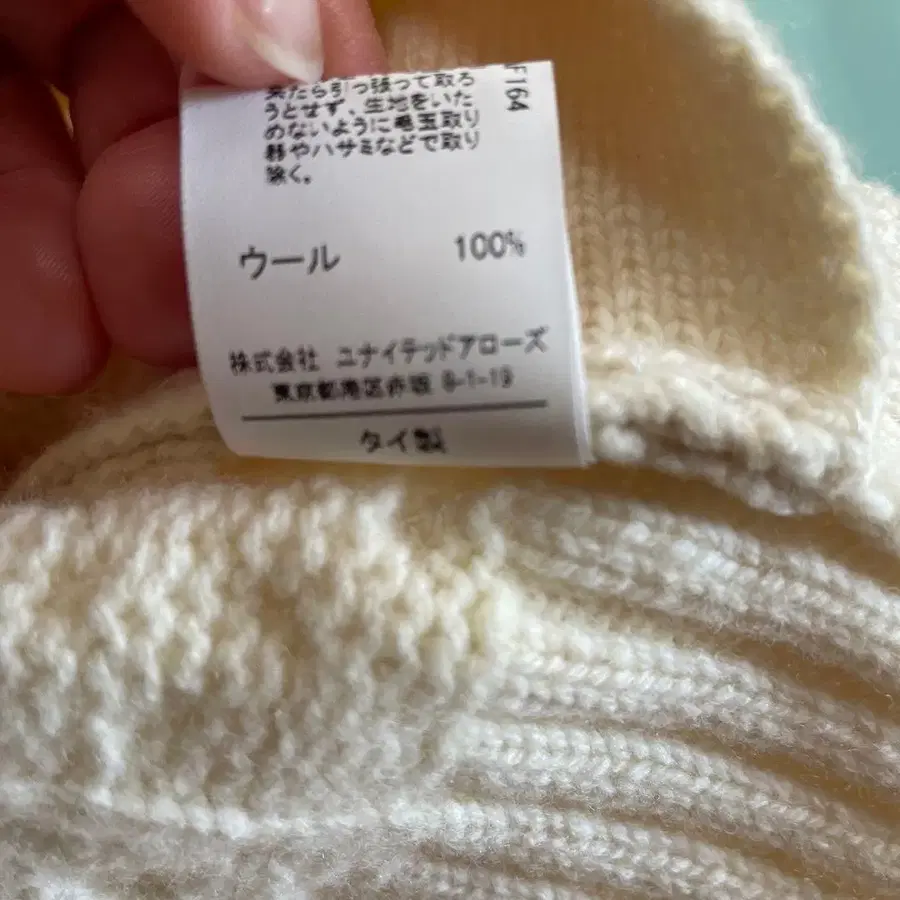 来たら引っ張って取ろ
うとせず、生地をいた
めないように毛玉取り
器やハサミなどで取り
除く。
F164
ウール 100%
株式会社 ユナイテッドアローズ
東京都港区赤坂 8-1-19
タイ製